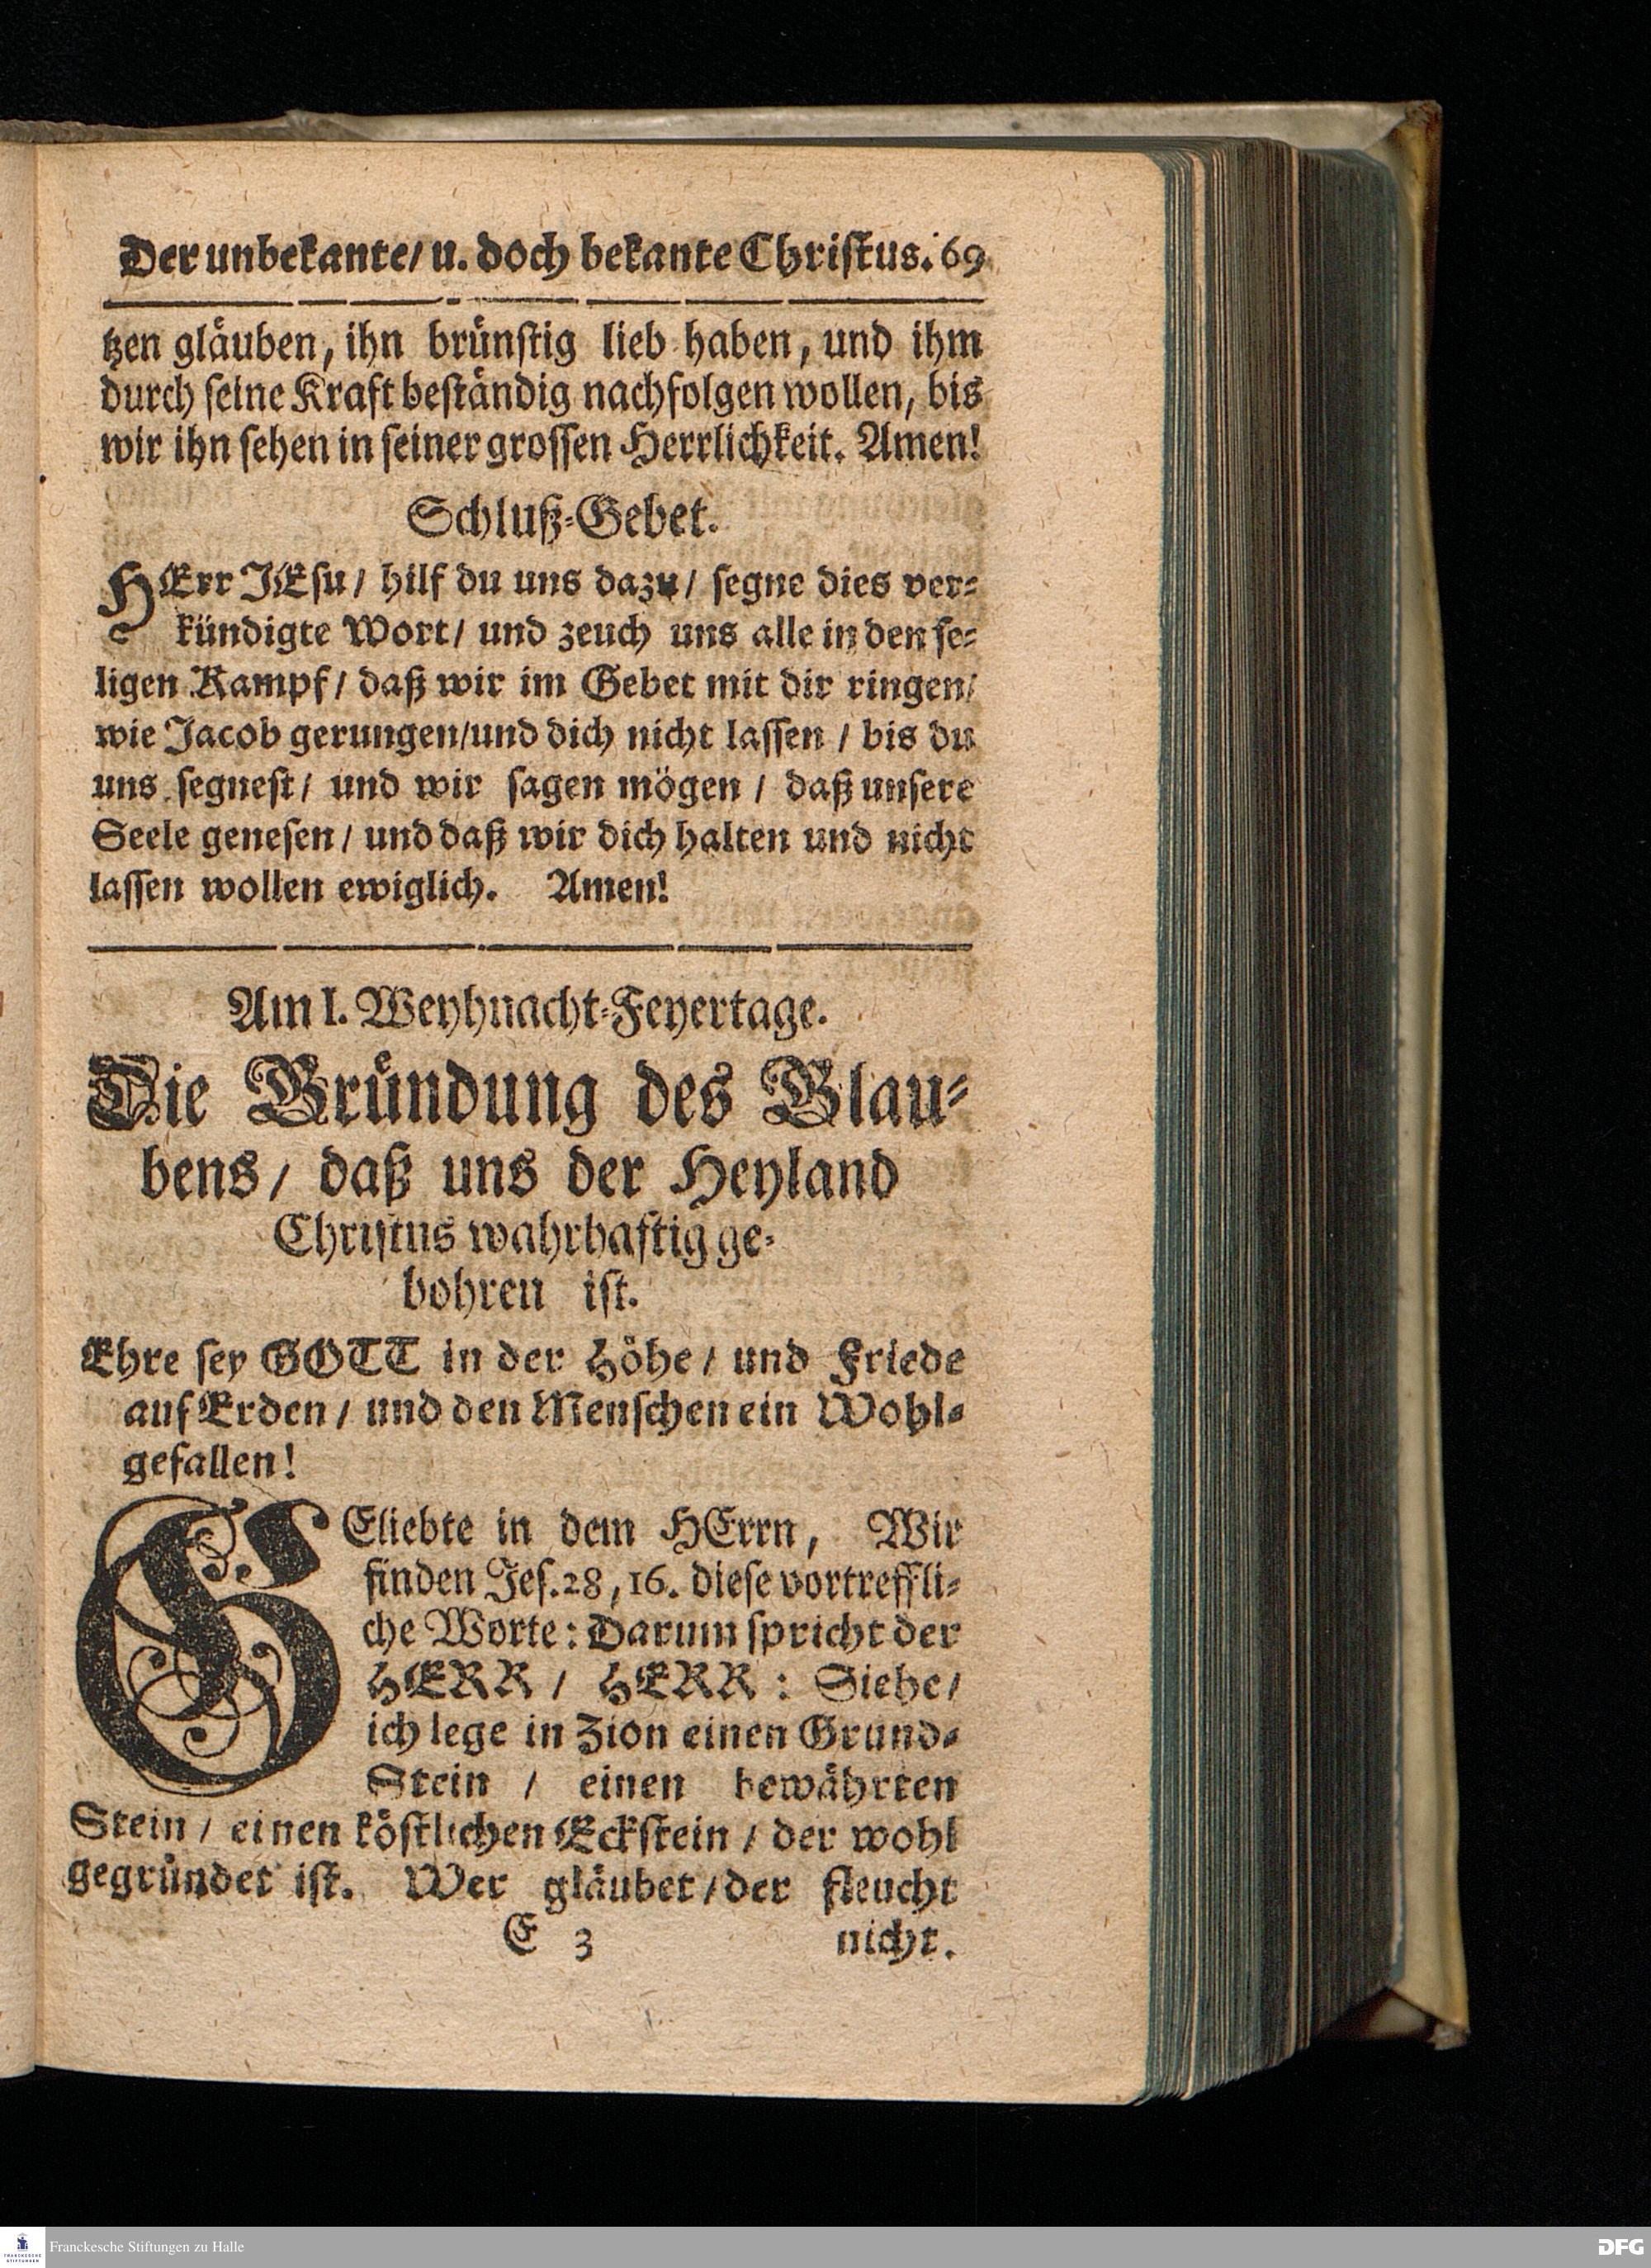 Der unbekante/ u. doch bekante Christus. 69
tzen gläuben, ihn brünstig lieb haben, und ihm
durch seine Kraft beständig nachfolgen wollen, bis
wir ihn sehen in seiner grossen Herrlichkeit. Amen!
Schluß-Gebet.
HErr JEsu/ hilf du uns dazu/ segne dies ver-
kündigte Wort/ und zeuch uns alle in den se-
ligen Kampf/ daß wir im Gebet mit dir ringen/
wie Jacob gerungen/und dich nicht lassen / bis du
uns segnest/ und wir sagen mögen / daß unsere
Seele genesen / und daß wir dich halten und nicht
lassen wollen ewiglich. Amen!
Am I. Weyhnacht-Feyertage.
Die Gründung des Glau-
bens/ daß uns der Heyland
Christus wahrhaftig ge-
bohren ist.
Ehre sey GOTT in der Höhe/ und Friede
auf Erden / und den Menschen ein Wohl-
gefallen!
GEliebte in dem HErrn, Wir
finden Jes. 28, 16. diese vortreffli-
che Worte: Darum spricht der
HERR / HERR: Siehe/
ich lege in Zion einen Grund-
Stein / einen bewährten
Stein / einen köstlichen Eckstein / der wohl
gegründet ist. Wer gläubet/der fleucht
E 3 nicht.
FRANCKESCHE STIFTUNGEN
Franckesche Stiftungen zu Halle
DFG